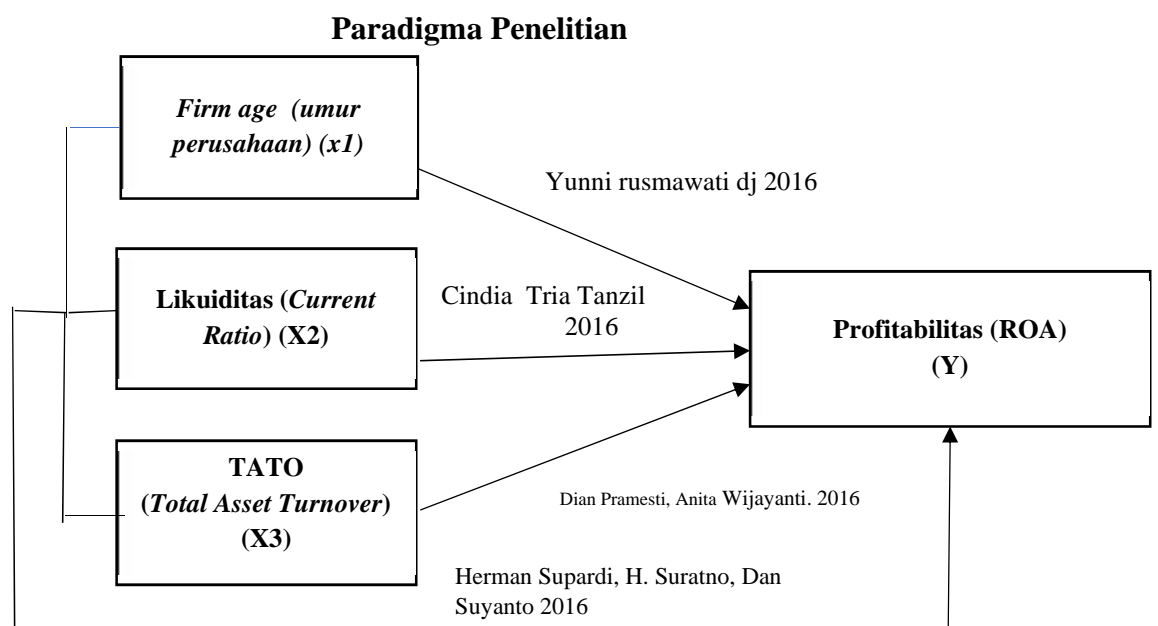 Paradigma Penelitian
Firm age (umur
perusahaan) (x1)
Yunni rusmawati dj 2016
Likuiditas (Current
Ratio) (X2)
Cindia Tria Tanzil
2016
Profitabilitas (ROA)
(Y)
TATO
(Total Asset Turnover)
(X3)
Dian Pramesti, Anita Wijayanti. 2016
Herman Supardi, H. Suratno, Dan
Suyanto 2016